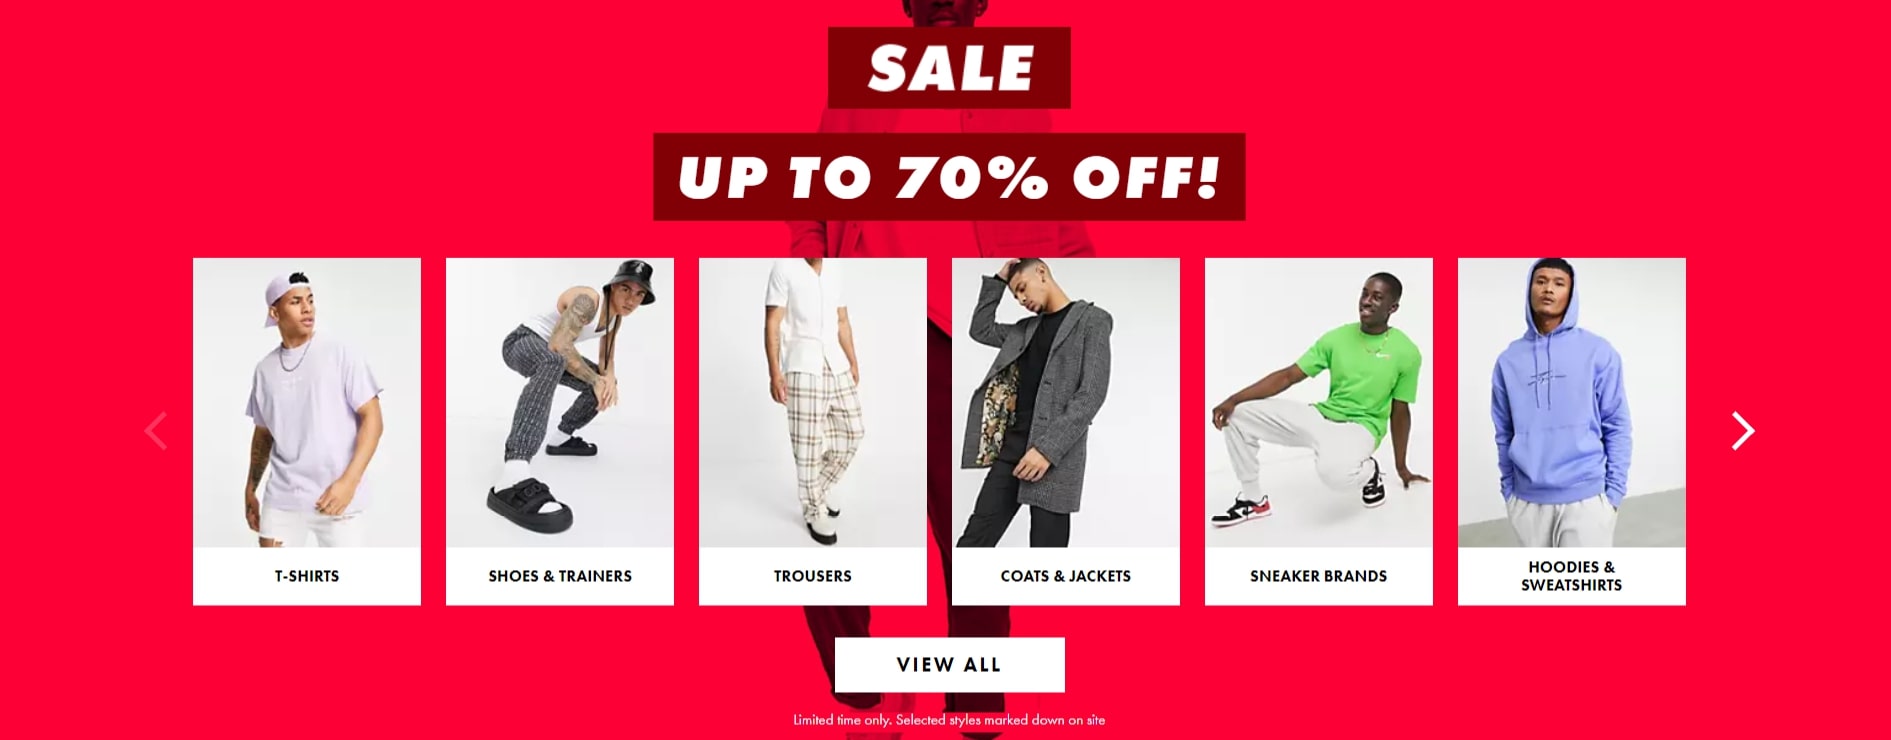 SALE
UP TO 70% OFF!
T-SHIRTS
SHOES & TRAINERS
TROUSERS
COATS & JACKETS
SNEAKER BRANDS
HOODIES &
SWEATSHIRTS
VIEW ALL
Limited time only. Selected styles marked down on site